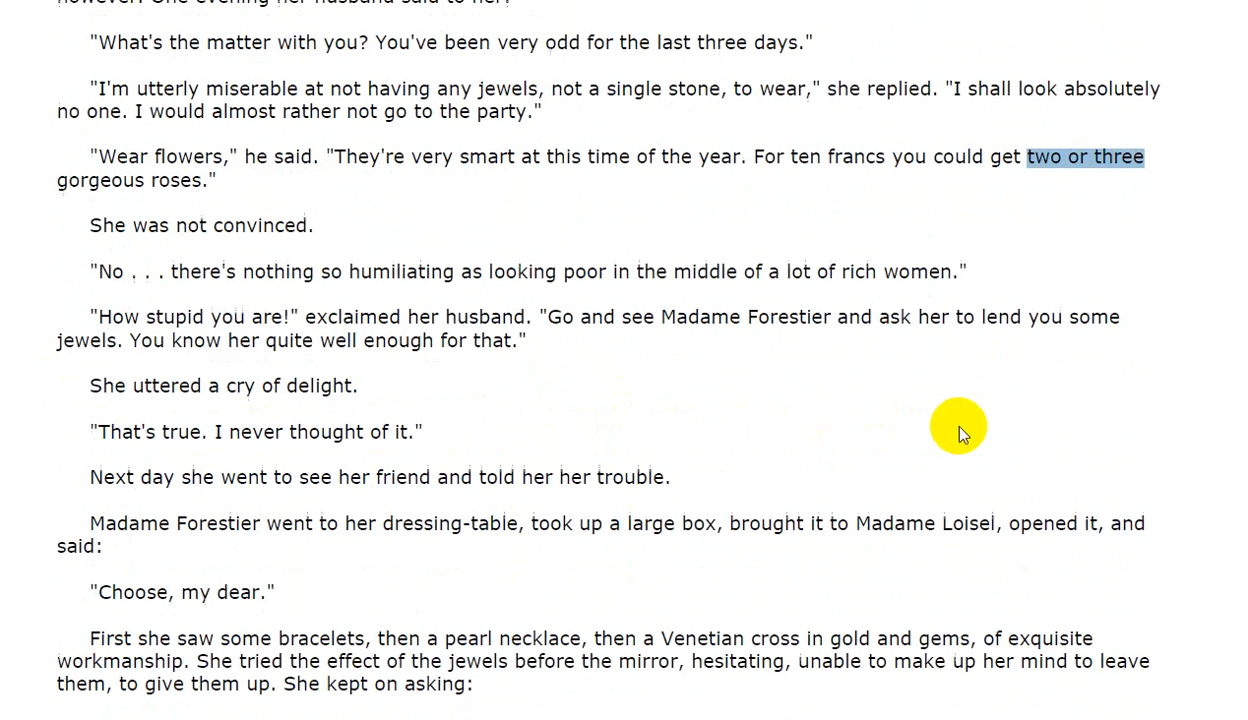 "What's the matter with you? You've been very odd for the last three days."
"I'm utterly miserable at not having any jewels, not a single stone, to wear," she replied. "I shall look absolutely
no one. I would almost rather not go to the party."
"Wear flowers," he said. "They're very smart at this time of the year. For ten francs you could get two or three
gorgeous roses."
She was not convinced.
"No . . . there's nothing so humiliating as looking poor in the middle of a lot of rich women."
"How stupid you are!" exclaimed her husband. "Go and see Madame Forestier and ask her to lend you some
jewels. You know her quite well enough for that."
She uttered a cry of delight.
"That's true. I never thought of it."
Next day she went to see her friend and told her her trouble.
Madame Forestier went to her dressing-table, took up a large box, brought it to Madame Loisel, opened it, and
said:
"Choose, my dear."
First she saw some bracelets, then a pearl necklace, then a Venetian cross in gold and gems, of exquisite
workmanship. She tried the effect of the jewels before the mirror, hesitating, unable to make up her mind to leave
them, to give them up. She kept on asking: